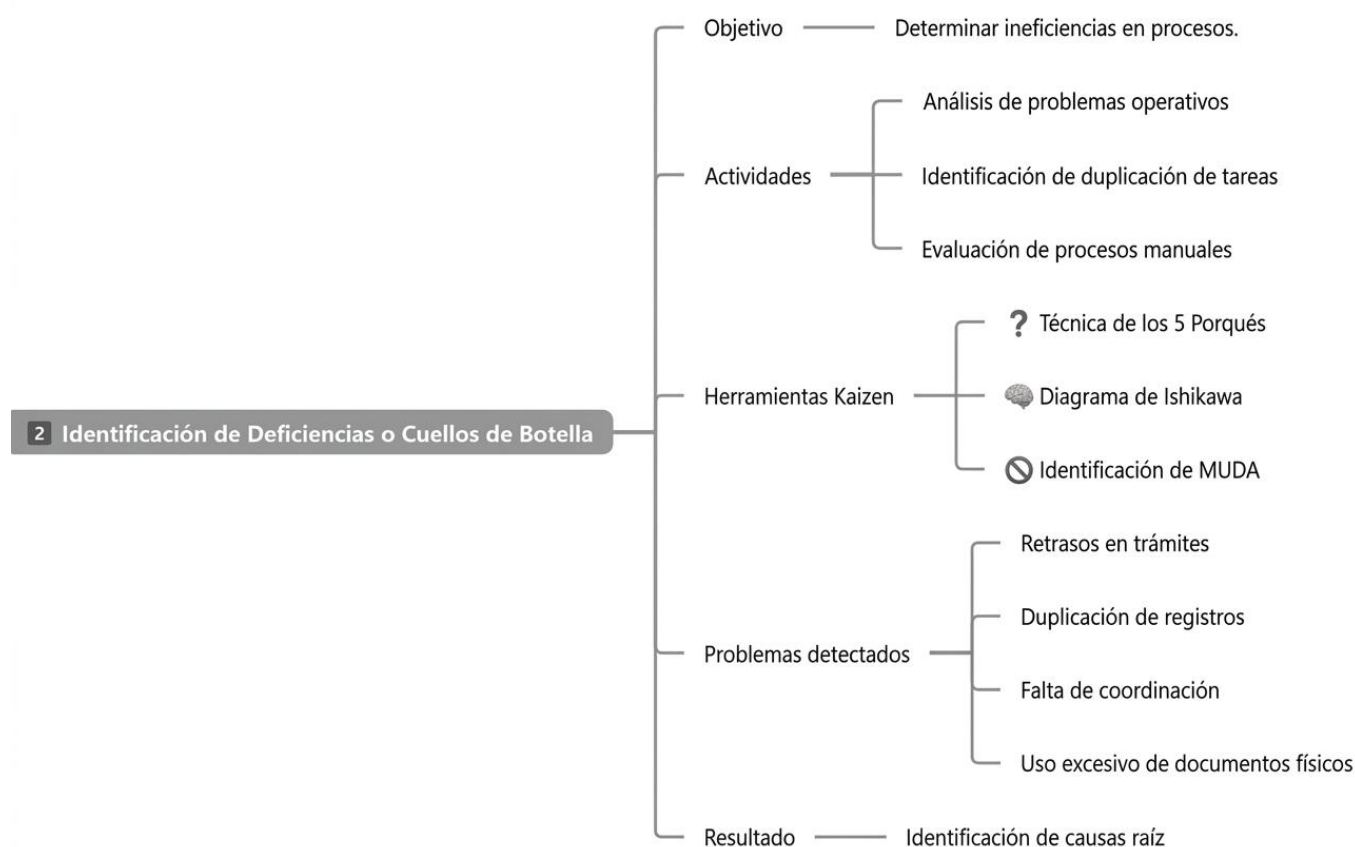 Objetivo
Determinar ineficiencias en procesos.
Actividades
Análisis de problemas operativos
Identificación de duplicación de tareas
Evaluación de procesos manuales
Herramientas Kaizen
? Técnica de los 5 Porqués
Diagrama de Ishikawa
Identificación de MUDA
2 Identificación de Deficiencias o Cuellos de Botella
Problemas detectados
Retrasos en trámites
Duplicación de registros
Falta de coordinación
Uso excesivo de documentos físicos
Resultado
Identificación de causas raíz